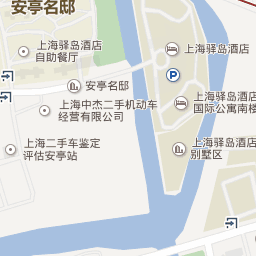 安亭名邸
上海驿岛酒店
自助餐厅
上海驿岛酒店
P
安亭名邸
上海中杰二手机动车
经营有限公司
上海驿岛酒店
国际公寓南楼
上海二手车鉴定
评估安亭站
上海驿岛酒店
别墅区